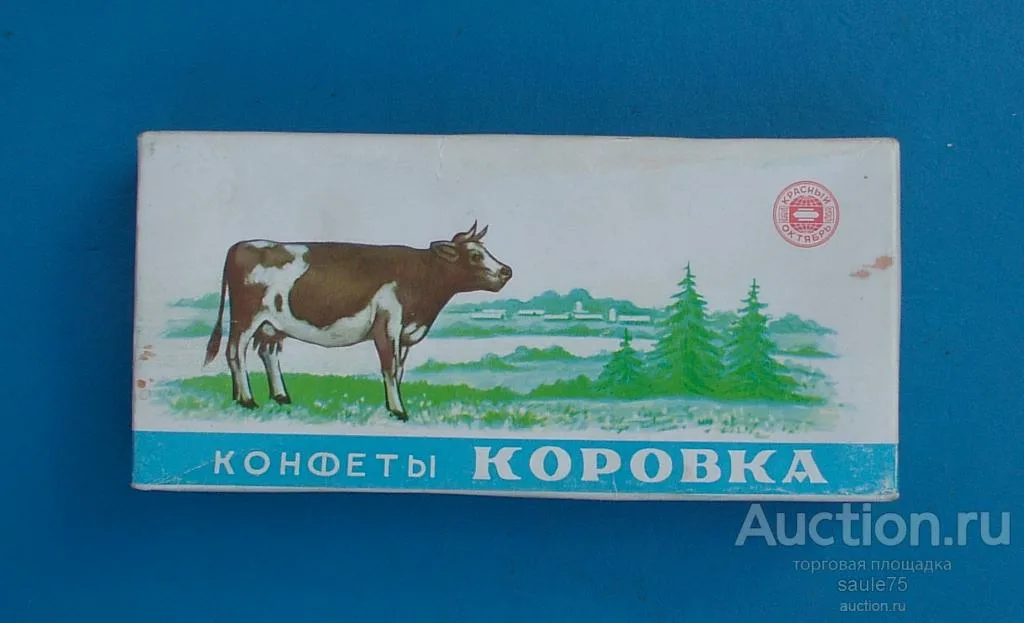 КРАСНЫЙ
ОКТЯБРЬ
КОНФЕТЫ КОРОВКА
Auction.ru
торговая площадка
saule75
auction.ru